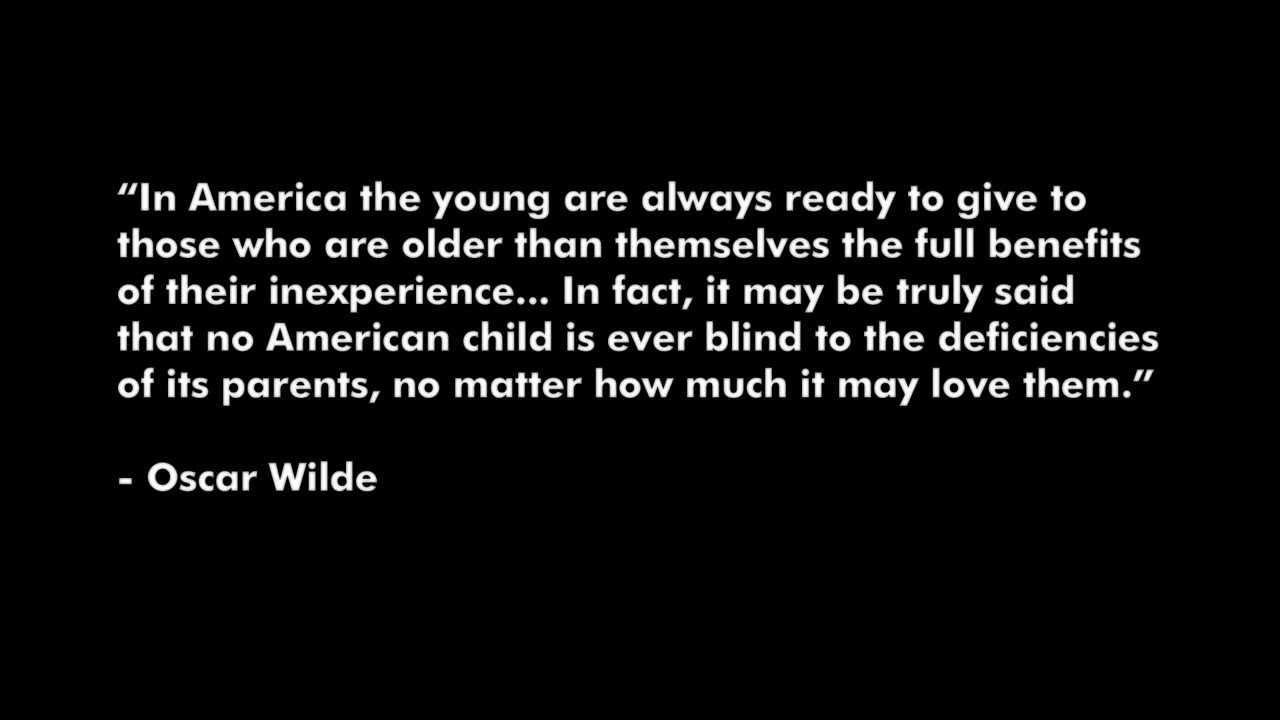 “In America the young are always ready to give to
those who are older than themselves the full benefits
of their inexperience... In fact, it may be truly said
that no American child is ever blind to the deficiencies
of its parents, no matter how much it may love them.”
- Oscar Wilde